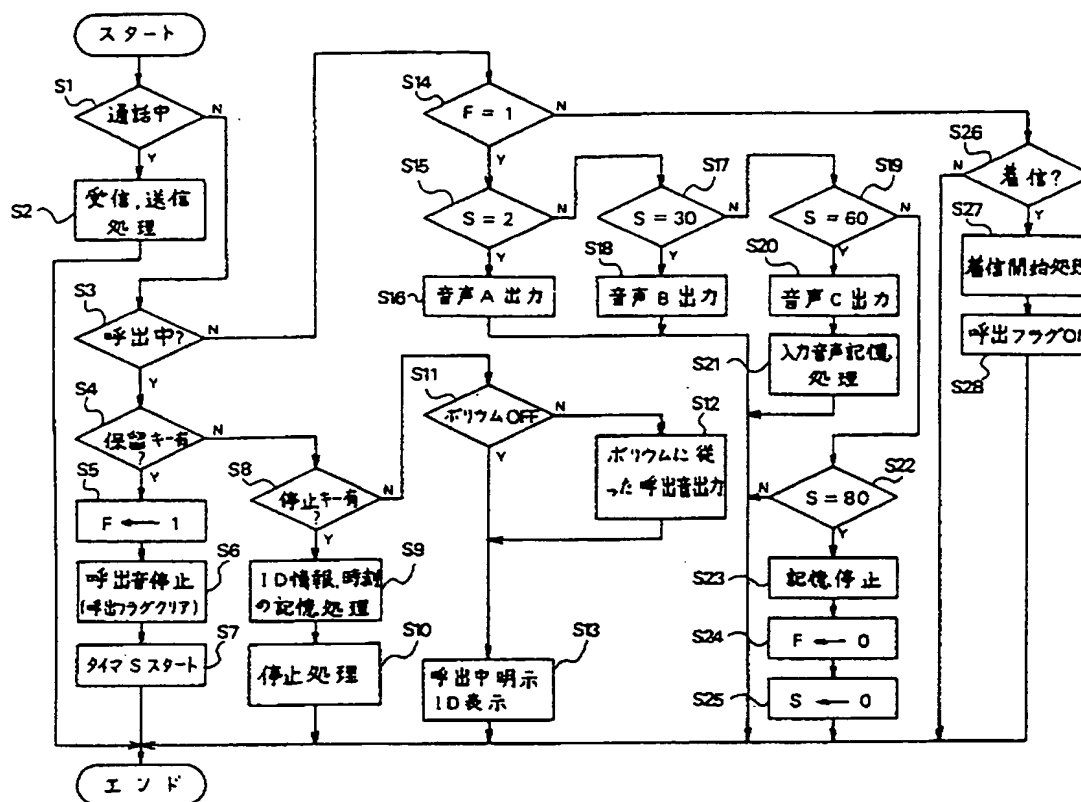 スタート
S1
通話中
N
Y
S2
受信,送信
処理
S3
呼出中?
N
Y
S4
保留キー有
?
N
Y
S5
F ← 1
S6
呼出音停止
(呼出フラグクリア)
S7
タイマSスタート
エンド
S8
停止キー有
?
N
Y
S9
ID情報,時刻
の記憶処理
S10
停止処理
S11
ボリウムOFF
N
Y
S12
ボリウムに従
った呼出音出力
S13
呼出中明示
ID表示
S14
F = 1
N
Y
S15
S = 2
N
Y
S16
音声A出力
S17
S = 30
N
Y
S18
音声B出力
S19
S = 60
N
Y
S20
音声C出力
S21
入力音声記憶
処理
S22
S = 80
N
Y
S23
記憶停止
S24
F ← 0
S25
S ← 0
S26
着信?
N
Y
S27
着信開始処理
呼出フラグON
S28